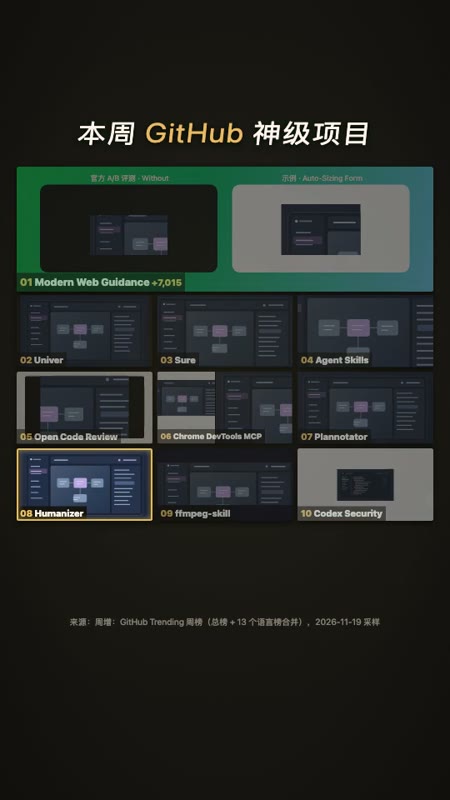 本周 GitHub 神级项目
官方 A/B 评测 · Without
示例 · Auto-Sizing Form
01 Modern Web Guidance +7,015
02 Univer
03 Sure
04 Agent Skills
05 Open Code Review
06 Chrome DevTools MCP
07 Plannotator
08 Humanizer
09 ffmpeg-skill
10 Codex Security
来源：周增：GitHub Trending 周榜（总榜 + 13 个语言榜合并），2026-11-19 采样